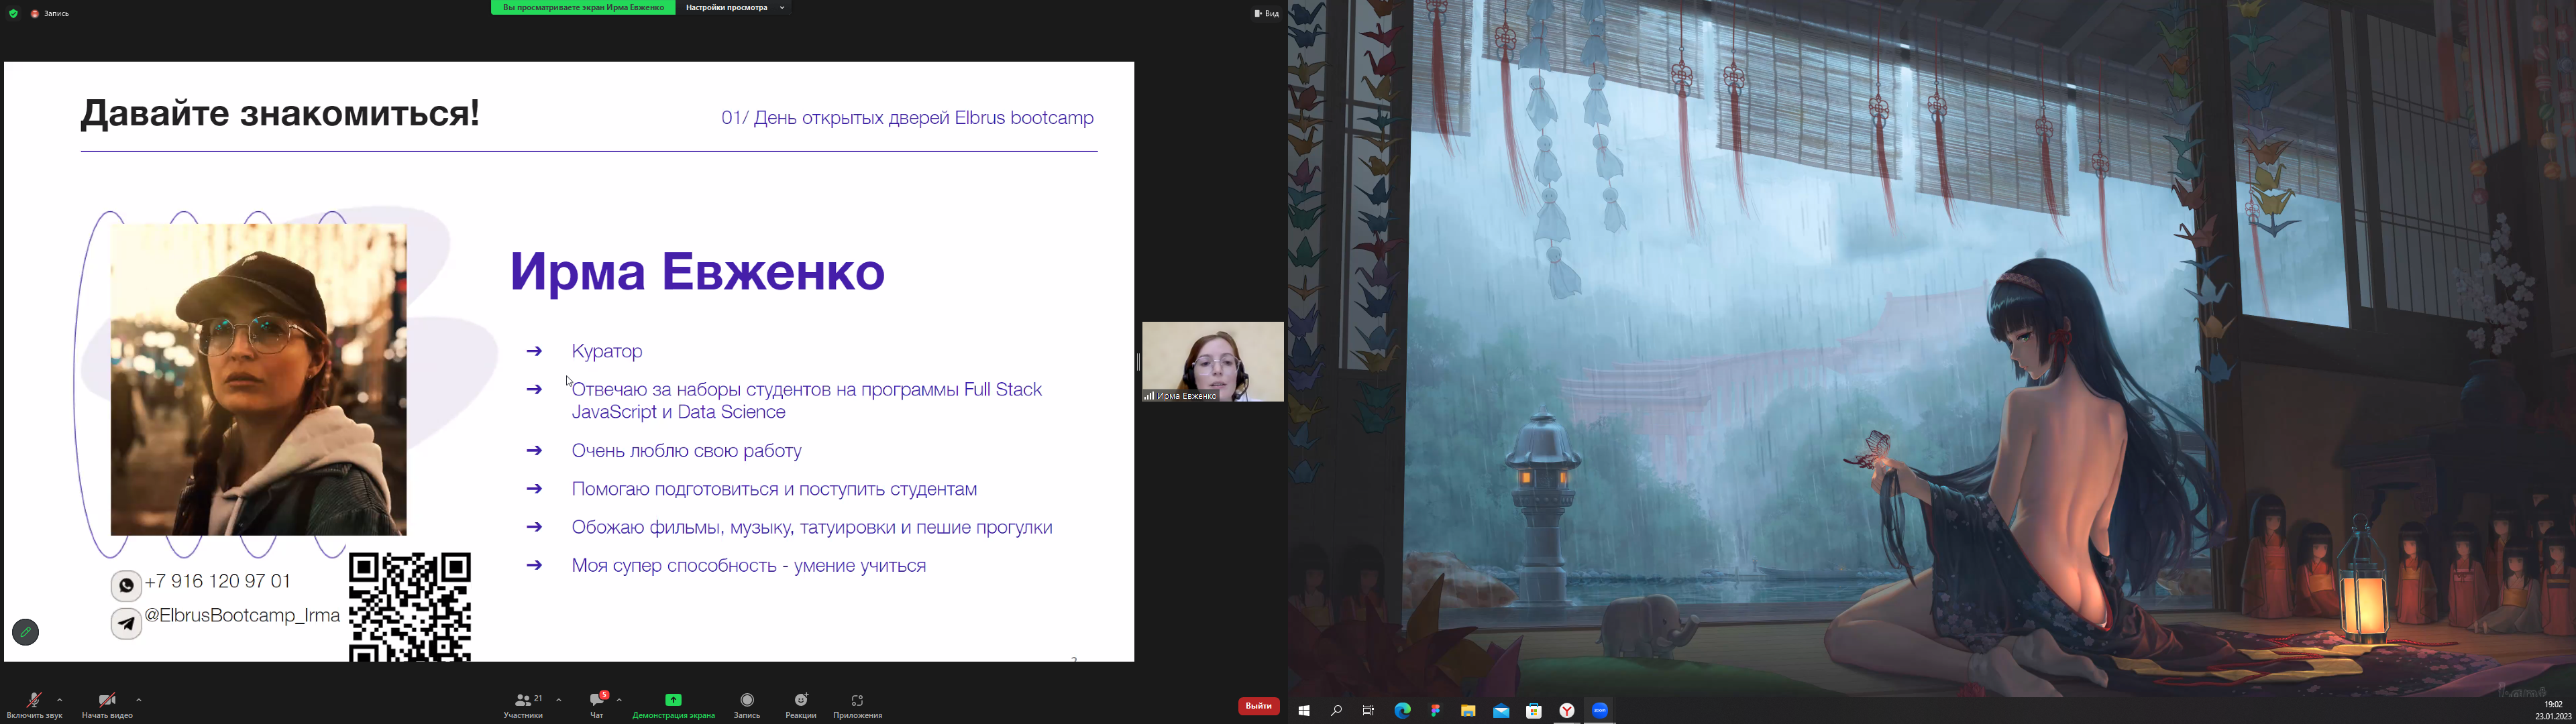 Запись
Вы просматриваете экран Ирма Евженко
Настройки просмотра
Вид
Давайте знакомиться!
01/ День открытых дверей Elbrus bootcamp
Ирма Евженко
➔ Куратор
➔ Отвечаю за наборы студентов на программы Full Stack
JavaScript и Data Science
➔ Очень люблю свою работу
➔ Помогаю подготовиться и поступить студентам
➔ Обожаю фильмы, музыку, татуировки и пешие прогулки
➔ Моя супер способность - умение учиться
+7 916 120 97 01
@ElbrusBootcamp_Irma
Ирма Евженко
Включить звук
Начать видео
21
Участники
5
Чат
Демонстрация экрана
Запись
Реакции
Приложения
Выйти
zoom
19:02
23.01.2023